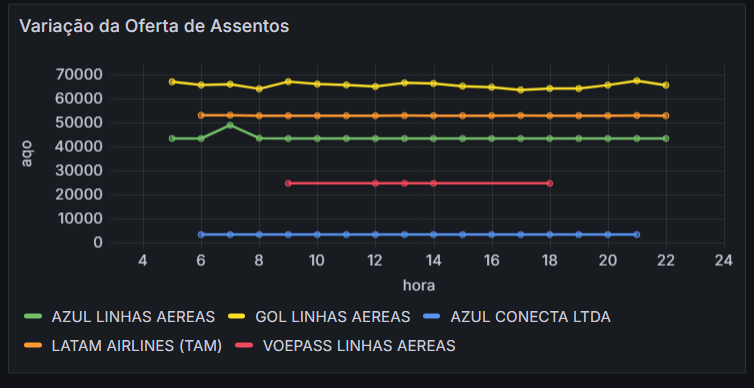 Variação da Oferta de Assentos
70000
60000
50000
40000
30000
20000
10000
0
aqo
4 6 8 10 12 14 16 18 20 22 24
hora
AZUL LINHAS AEREAS GOL LINHAS AEREAS AZUL CONECTA LTDA
LATAM AIRLINES (TAM) VOEPASS LINHAS AEREAS